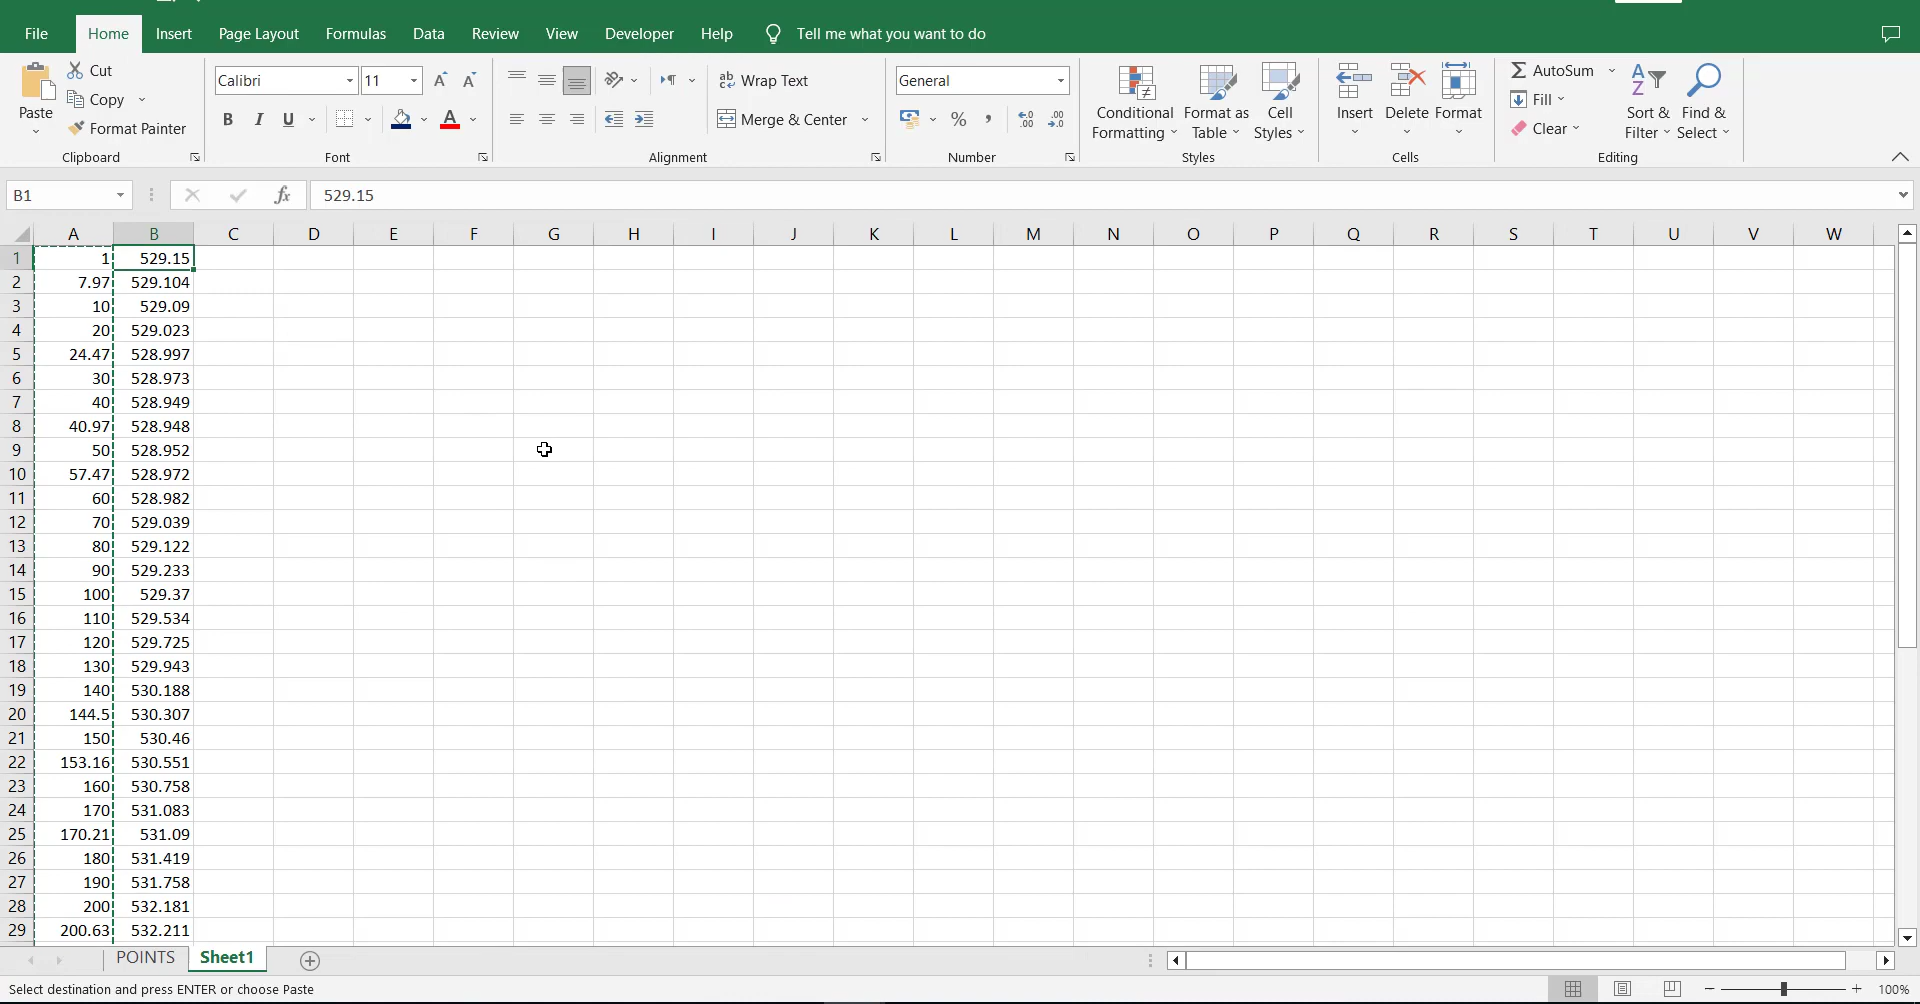 File Home Insert Page Layout Formulas Data Review View Developer Help Tell me what you want to do
Paste Cut Copy Format Painter Clipboard
Calibri 11 B I U A Font
ab Wrap Text Merge & Center Alignment
General % , Number
Conditional Formatting Format as Table Cell Styles Styles
Insert Delete Format Cells
AutoSum Fill Clear Sort & Filter Find & Select Editing
B1 fx 529.15
A B C D E F G H I J K L M N O P Q R S T U V W
1 1 529.15
2 7.97 529.104
3 10 529.09
4 20 529.023
5 24.47 528.997
6 30 528.973
7 40 528.949
8 40.97 528.948
9 50 528.952
10 57.47 528.972
11 60 528.982
12 70 529.039
13 80 529.122
14 90 529.233
15 100 529.37
16 110 529.534
17 120 529.725
18 130 529.943
19 140 530.188
20 144.5 530.307
21 150 530.46
22 153.16 530.551
23 160 530.758
24 170 531.083
25 170.21 531.09
26 180 531.419
27 190 531.758
28 200 532.181
29 200.63 532.211
POINTS Sheet1
Select destination and press ENTER or choose Paste 100%